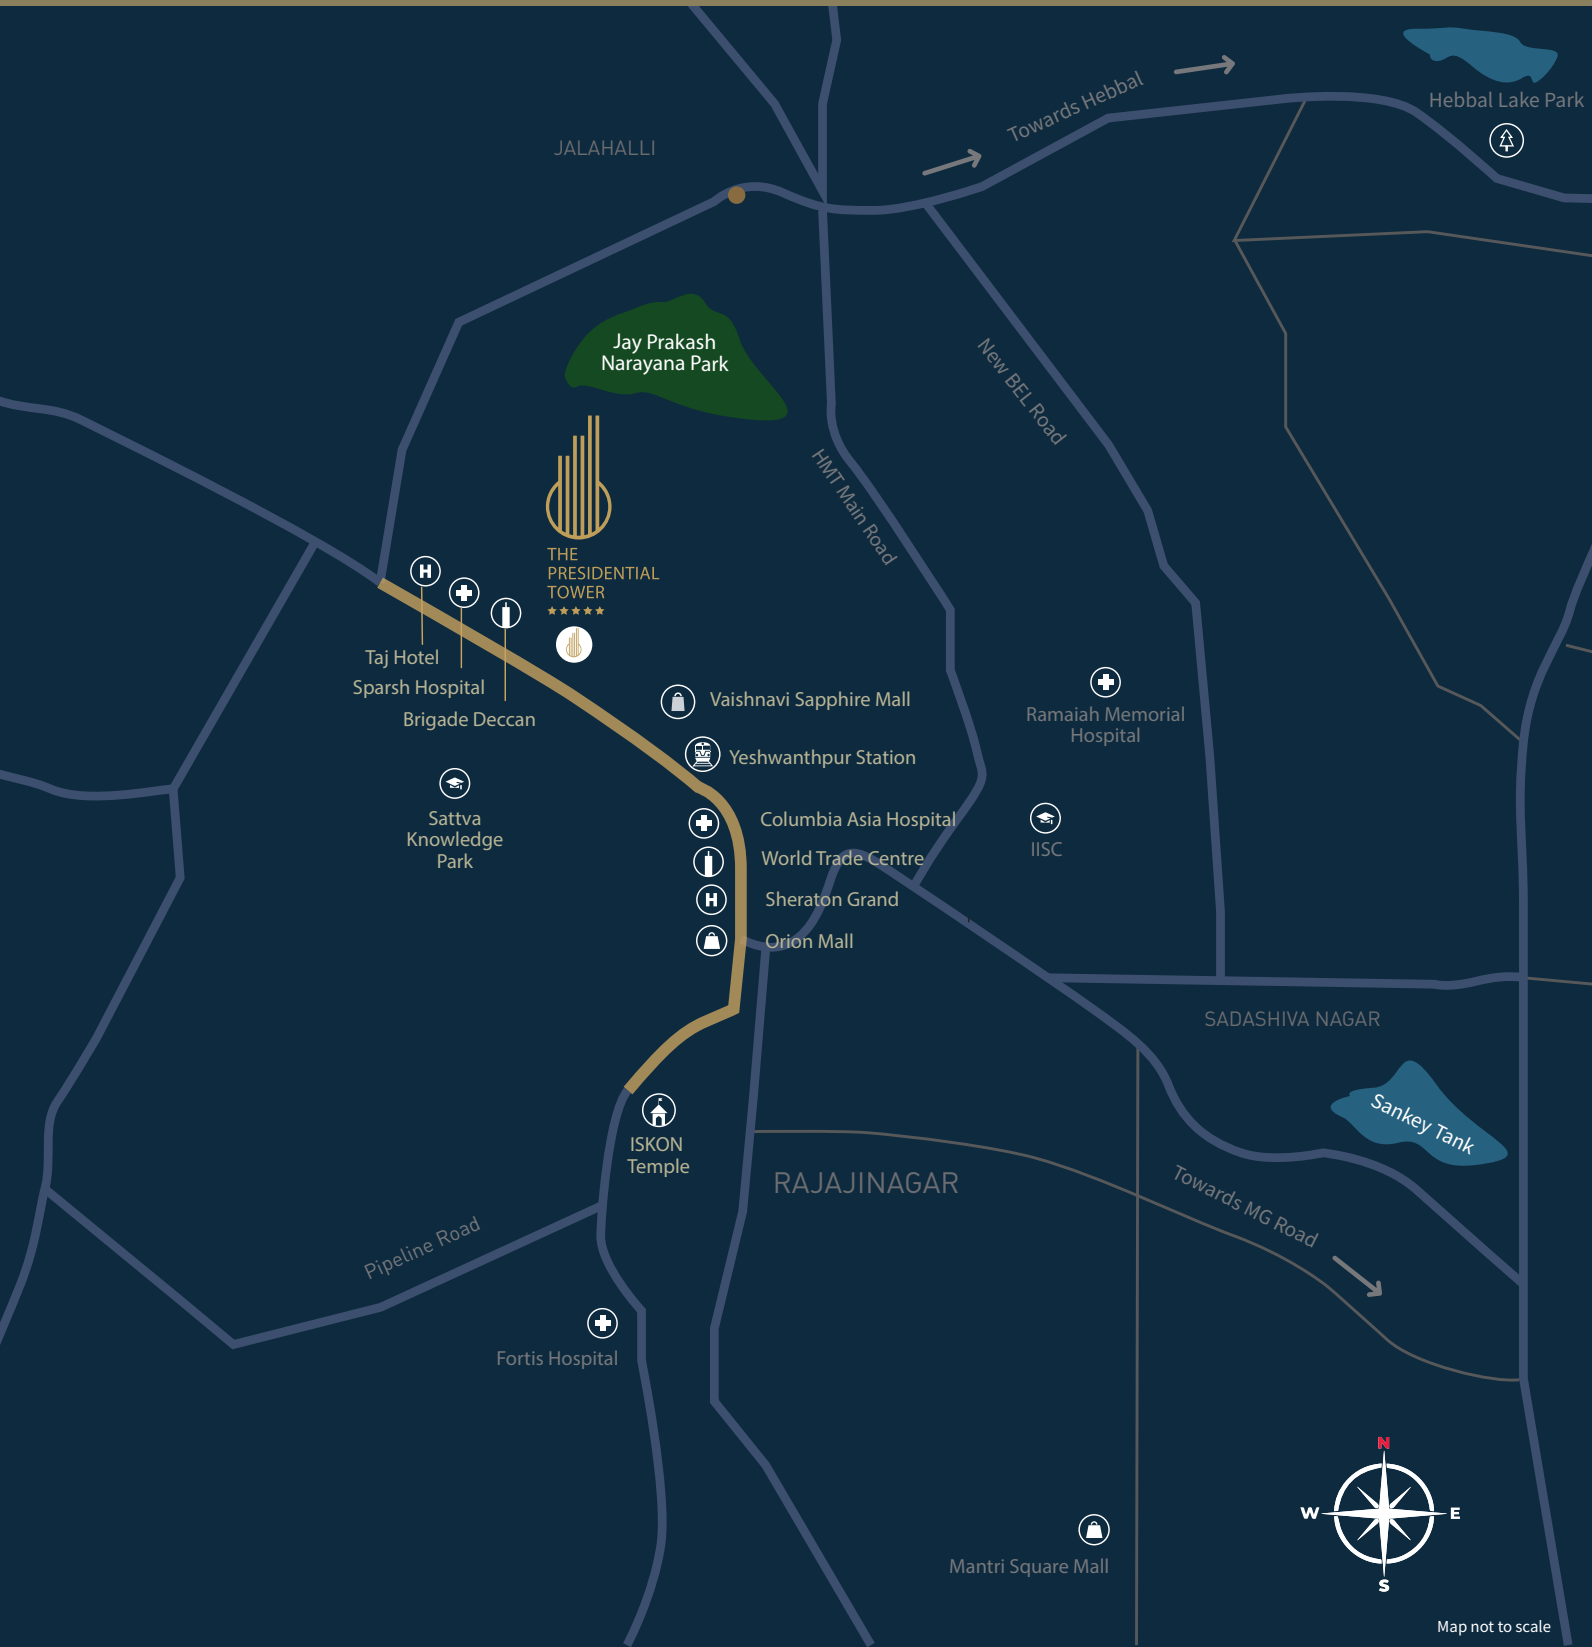 Hebbal Lake Park
Towards Hebbal
JALAHALLI
Jay Prakash
Narayana Park
New BEL Road
HMT Main Road
THE
PRESIDENTIAL
TOWER
H
Taj Hotel
Sparsh Hospital
Brigade Deccan
Vaishnavi Sapphire Mall
Yeshwanthpur Station
Ramaiah Memorial
Hospital
Sattva
Knowledge
Park
Columbia Asia Hospital
World Trade Centre
H
Sheraton Grand
Orion Mall
IISC
SADASHIVA NAGAR
Sankey Tank
ISKON
Temple
RAJAJINAGAR
Towards MG Road
Pipeline Road
Fortis Hospital
Mantri Square Mall
N
W
E
S
Map not to scale